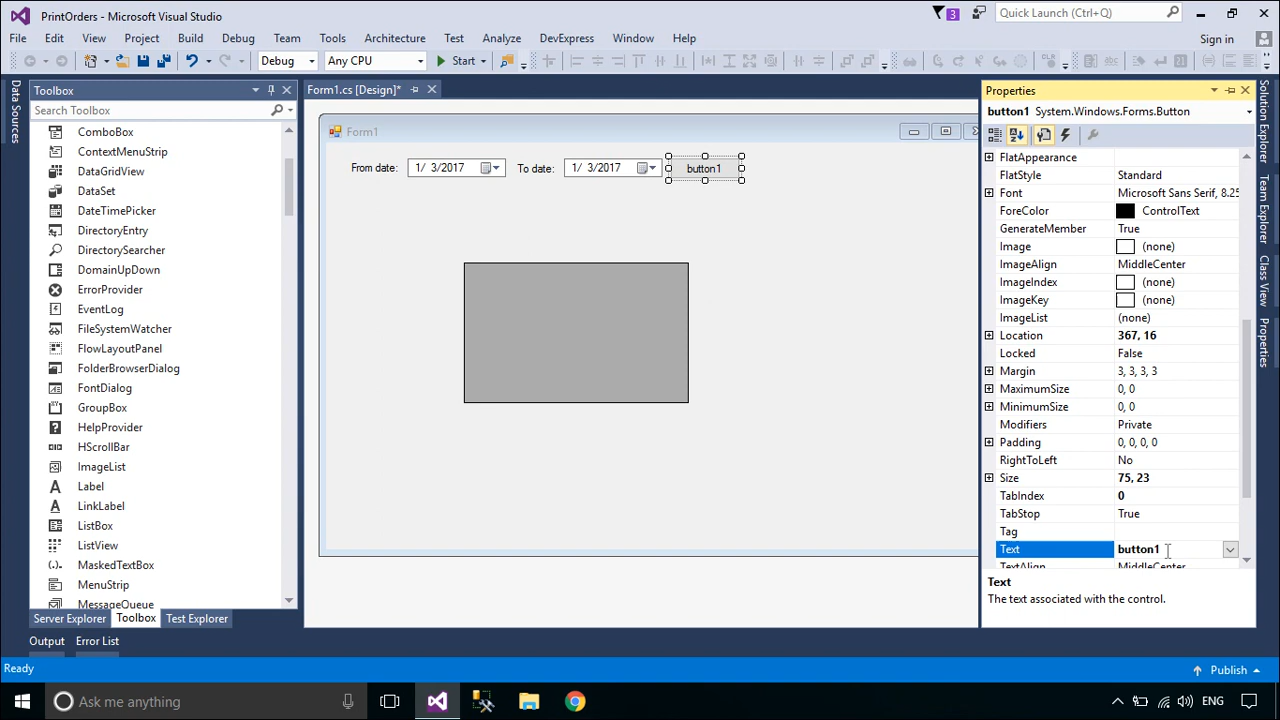 PrintOrders - Microsoft Visual Studio
3
Quick Launch (Ctrl+Q)
File Edit View Project Build Debug Team Tools Architecture Test Analyze DevExpress Window Help
Sign in
Debug Any CPU Start
Data Sources
Toolbox
Search Toolbox
ComboBox
ContextMenuStrip
DataGridView
DataSet
DateTimePicker
DirectoryEntry
DirectorySearcher
DomainUpDown
ErrorProvider
EventLog
FileSystemWatcher
FlowLayoutPanel
FolderBrowserDialog
FontDialog
GroupBox
HelpProvider
HScrollBar
ImageList
Label
LinkLabel
ListBox
ListView
MaskedTextBox
MenuStrip
MessageQueue
Server Explorer Toolbox Test Explorer
Output Error List
Form1.cs [Design]*
Form1
From date: 1/ 3/2017 To date: 1/ 3/2017 button1
Properties
button1 System.Windows.Forms.Button
FlatAppearance
FlatStyle Standard
Font Microsoft Sans Serif, 8.25
ForeColor ControlText
GenerateMember True
Image (none)
ImageAlign MiddleCenter
ImageIndex (none)
ImageKey (none)
ImageList (none)
Location 367, 16
Locked False
Margin 3, 3, 3, 3
MaximumSize 0, 0
MinimumSize 0, 0
Modifiers Private
Padding 0, 0, 0, 0
RightToLeft No
Size 75, 23
TabIndex 0
TabStop True
Tag
Text button1
TextAlign MiddleCenter
Text
The text associated with the control.
Solution Explorer
Team Explorer
Class View
Properties
Ready
Publish
Ask me anything
ENG